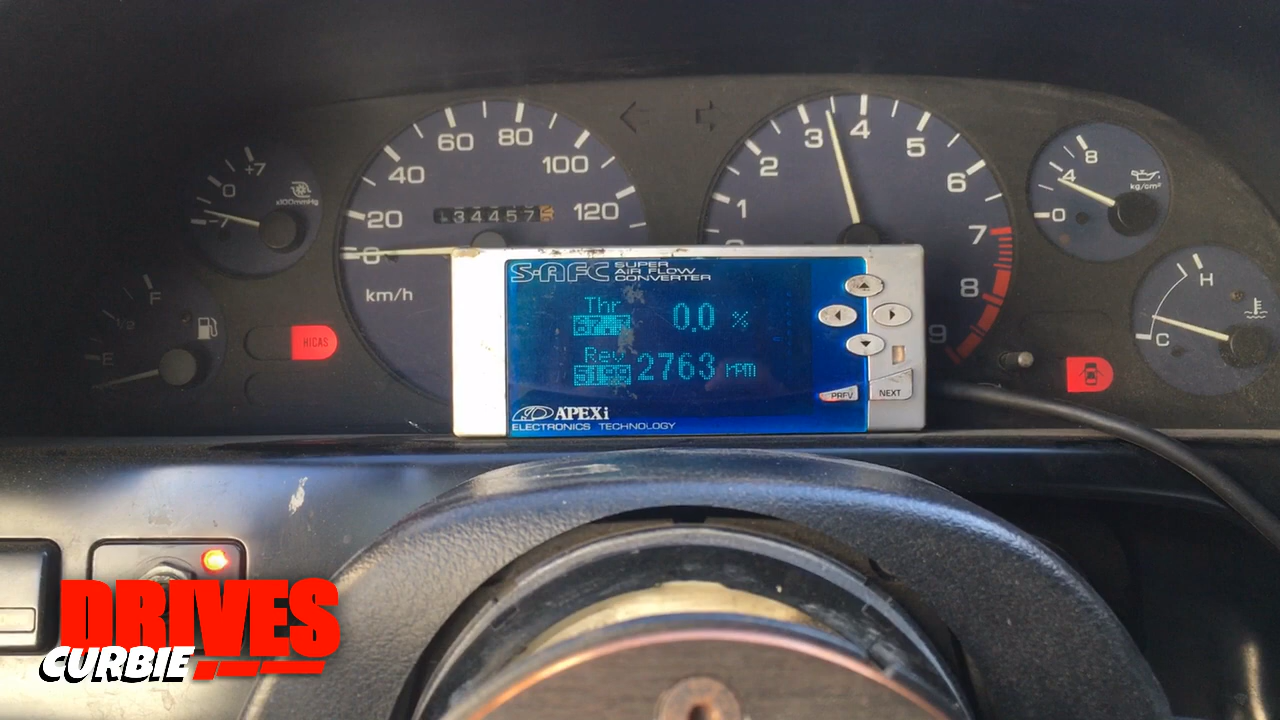 60 80
40 100
20 120
0
34457
km/h
+7
0
-7
x100mmHg
F
1/2
E
HICAS
1 2 3 4 5 6 7 8 9
8
4
0
kg/cm²
H
C
S-AFC SUPER
AIR FLOW
CONVERTER
Thr 0.0 %
Rev 2763 rpm
PREV NEXT
APEXi
ELECTRONICS TECHNOLOGY
DRIVES
CURBIE